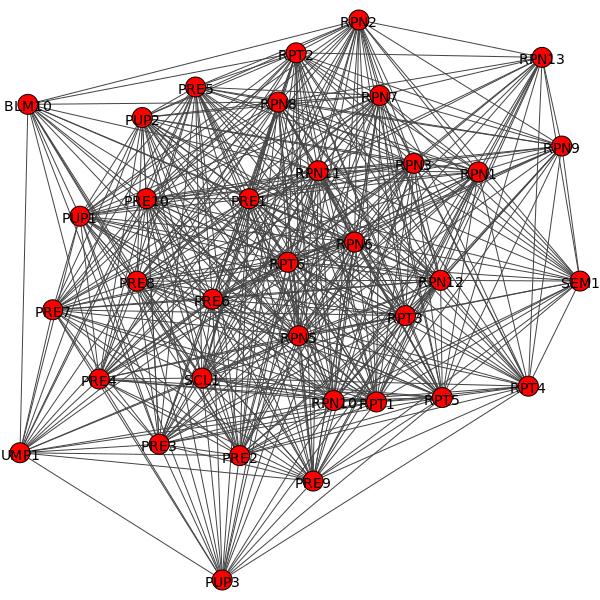 RPN2
RPT2
RPN13
PRE5
RPN7
RPN8
BLM10
PUP2
RPN9
RPN3
RPN11
RPN1
PRE10
PRE1
PUP1
RPN6
RPT6
PRE8
RPN12
SEM1
PRE6
PRE7
RPT3
RPN5
PRE4
SCL1
RPT4
RPT5
RPN10
RPT1
PRE3
UMP1
PRE2
PRE9
PUP3